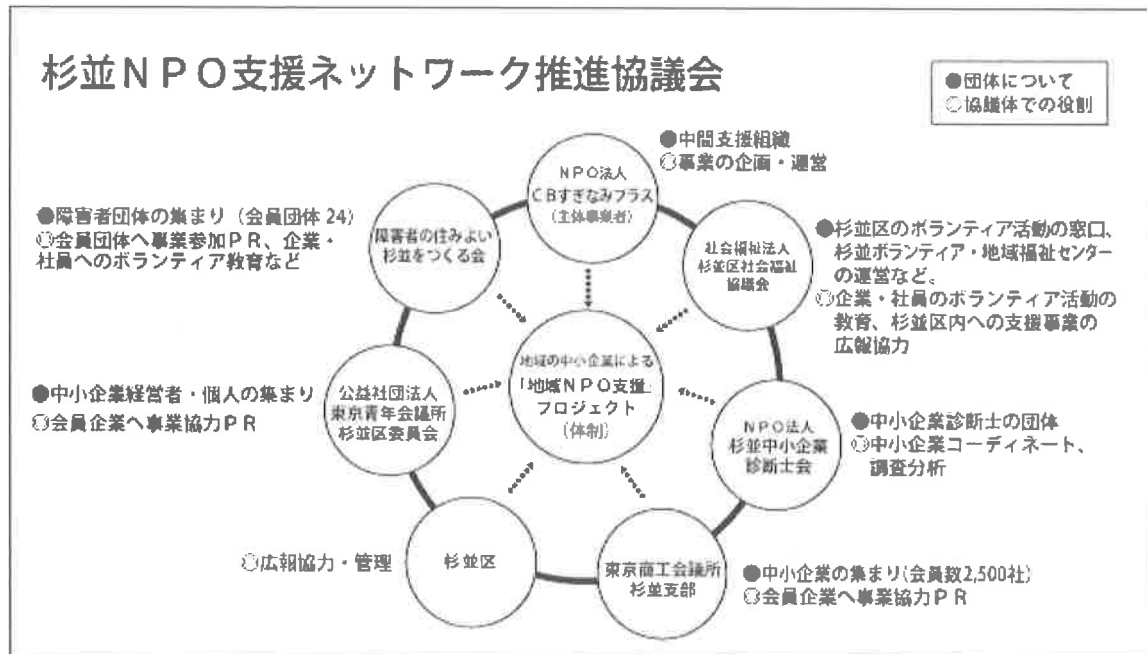 杉並NPO支援ネットワーク推進協議会
●団体について
◎協議体での役割
NPO法人
CBすぎなみプラス
(主体事業者)
●中間支援組織
◎事業の企画・運営
社会福祉法人
杉並区社会福祉
協議会
●杉並区のボランティア活動の窓口、
杉並ボランティア・地域福祉センター
の運営など。
◎企業・社員のボランティア活動の
教育、杉並区内への支援事業の
広報協力
NPO法人
杉並中小企業
診断士会
●中小企業診断士の団体
◎中小企業コーディネート、
調査分析
東京商工会議所
杉並支部
●中小企業の集まり(会員数2,500社)
◎会員企業へ事業協力PR
杉並区
◎広報協力・管理
公益社団法人
東京青年会議所
杉並区委員会
●中小企業経営者・個人の集まり
◎会員企業へ事業協力PR
障害者の住みよい
杉並をつくる会
●障害者団体の集まり(会員団体24)
◎会員団体へ事業参加PR、企業・
社員へのボランティア教育など
地域の中小企業による
「地域NPO支援」
プロジェクト
(体制)